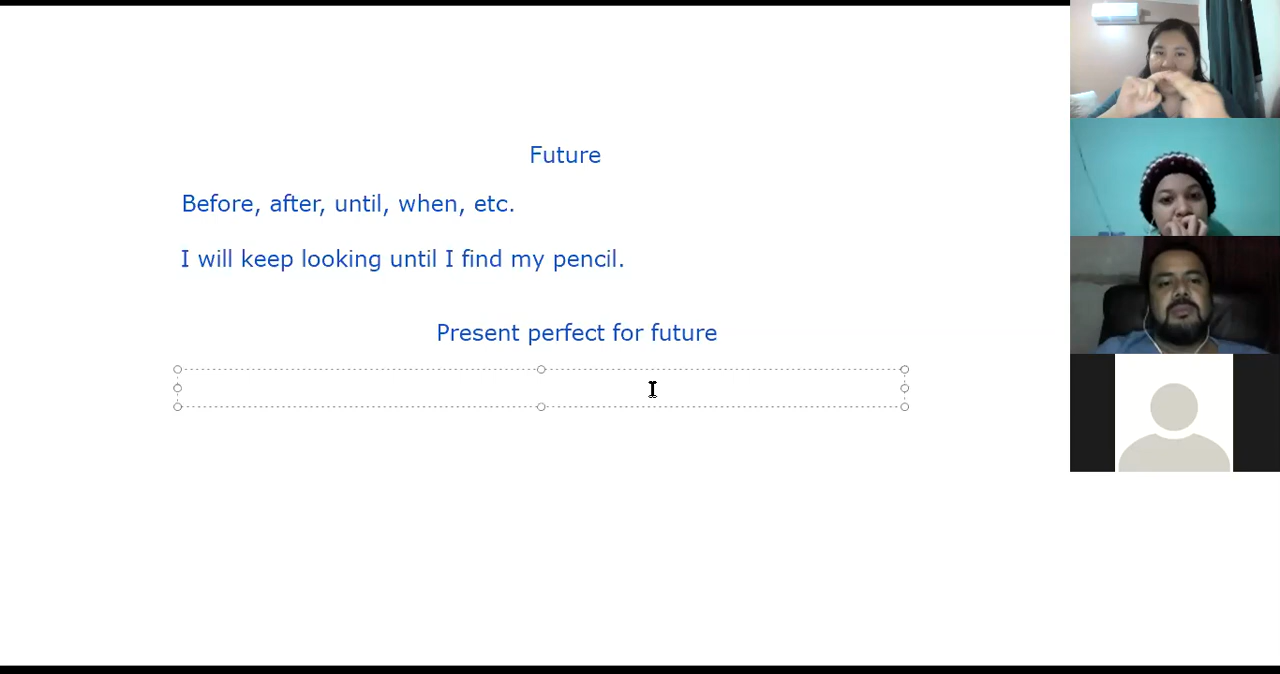 Future
Before, after, until, when, etc.
I will keep looking until I find my pencil.
Present perfect for future